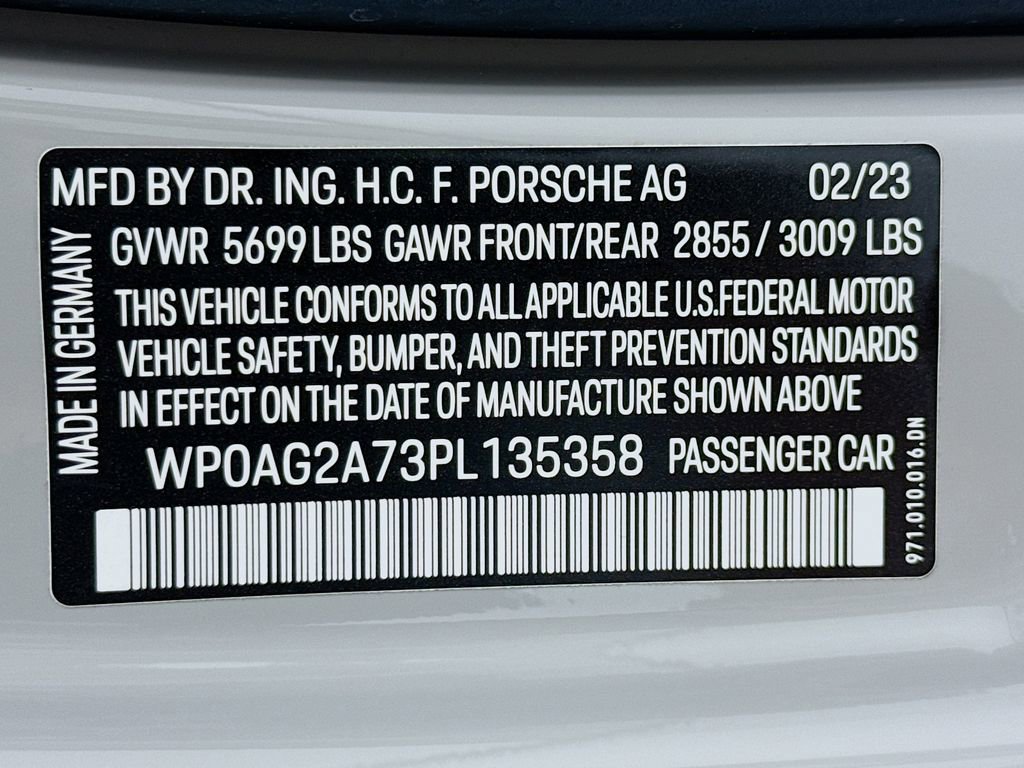 MFD BY DR. ING. H.C. F. PORSCHE AG 02/23
GVWR 5699 LBS GAWR FRONT/REAR 2855 / 3009 LBS
THIS VEHICLE CONFORMS TO ALL APPLICABLE U.S.FEDERAL MOTOR
VEHICLE SAFETY, BUMPER, AND THEFT PREVENTION STANDARDS
IN EFFECT ON THE DATE OF MANUFACTURE SHOWN ABOVE
WP0AG2A73PL135358 PASSENGER CAR
MADE IN GERMANY
971.010.016.DN